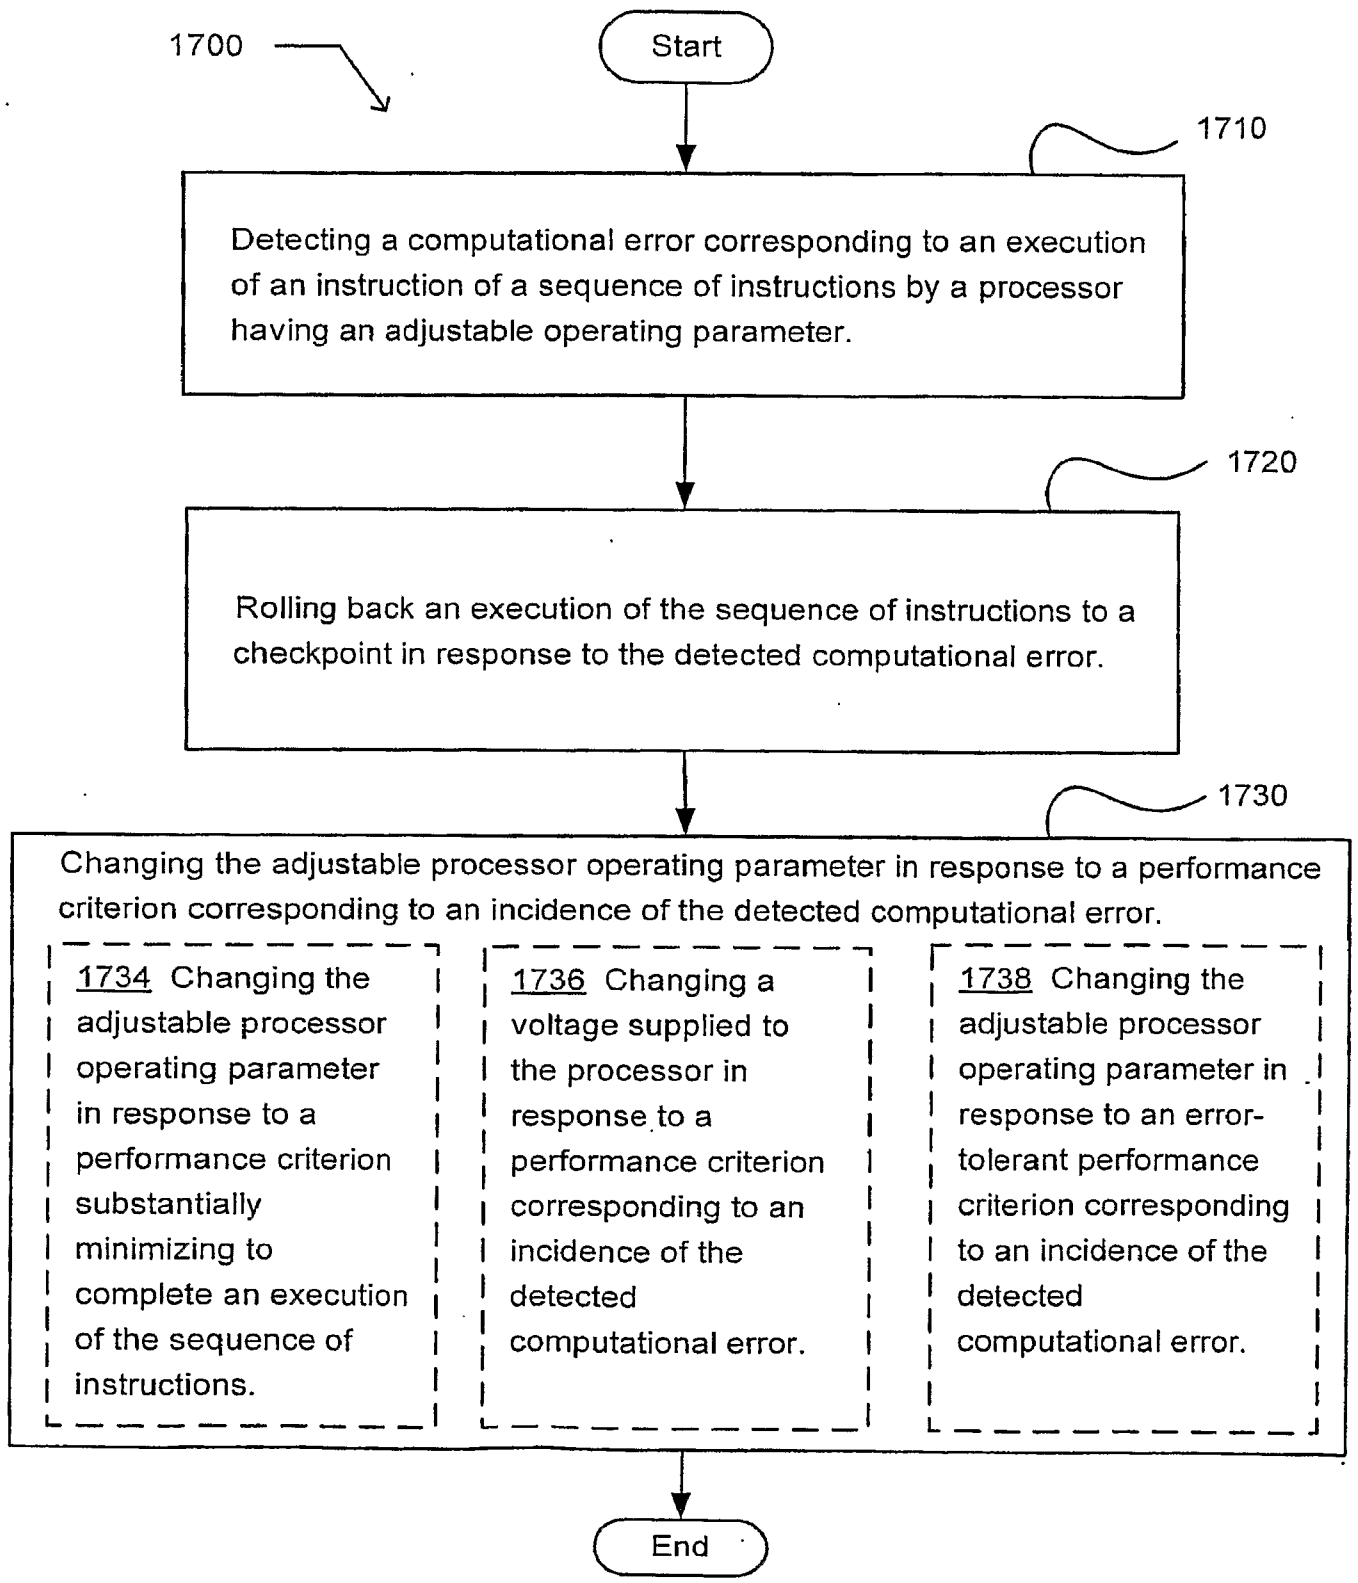 1700
Start
1710
Detecting a computational error corresponding to an execution
of an instruction of a sequence of instructions by a processor
having an adjustable operating parameter.
1720
Rolling back an execution of the sequence of instructions to a
checkpoint in response to the detected computational error.
1730
Changing the adjustable processor operating parameter in response to a performance
criterion corresponding to an incidence of the detected computational error.
1734 Changing the
adjustable processor
operating parameter
in response to a
performance criterion
substantially
minimizing to
complete an execution
of the sequence of
instructions.
1736 Changing a
voltage supplied to
the processor in
response to a
performance criterion
corresponding to an
incidence of the
detected
computational error.
1738 Changing the
adjustable processor
operating parameter in
response to an error-
tolerant performance
criterion corresponding
to an incidence of the
detected
computational error.
End